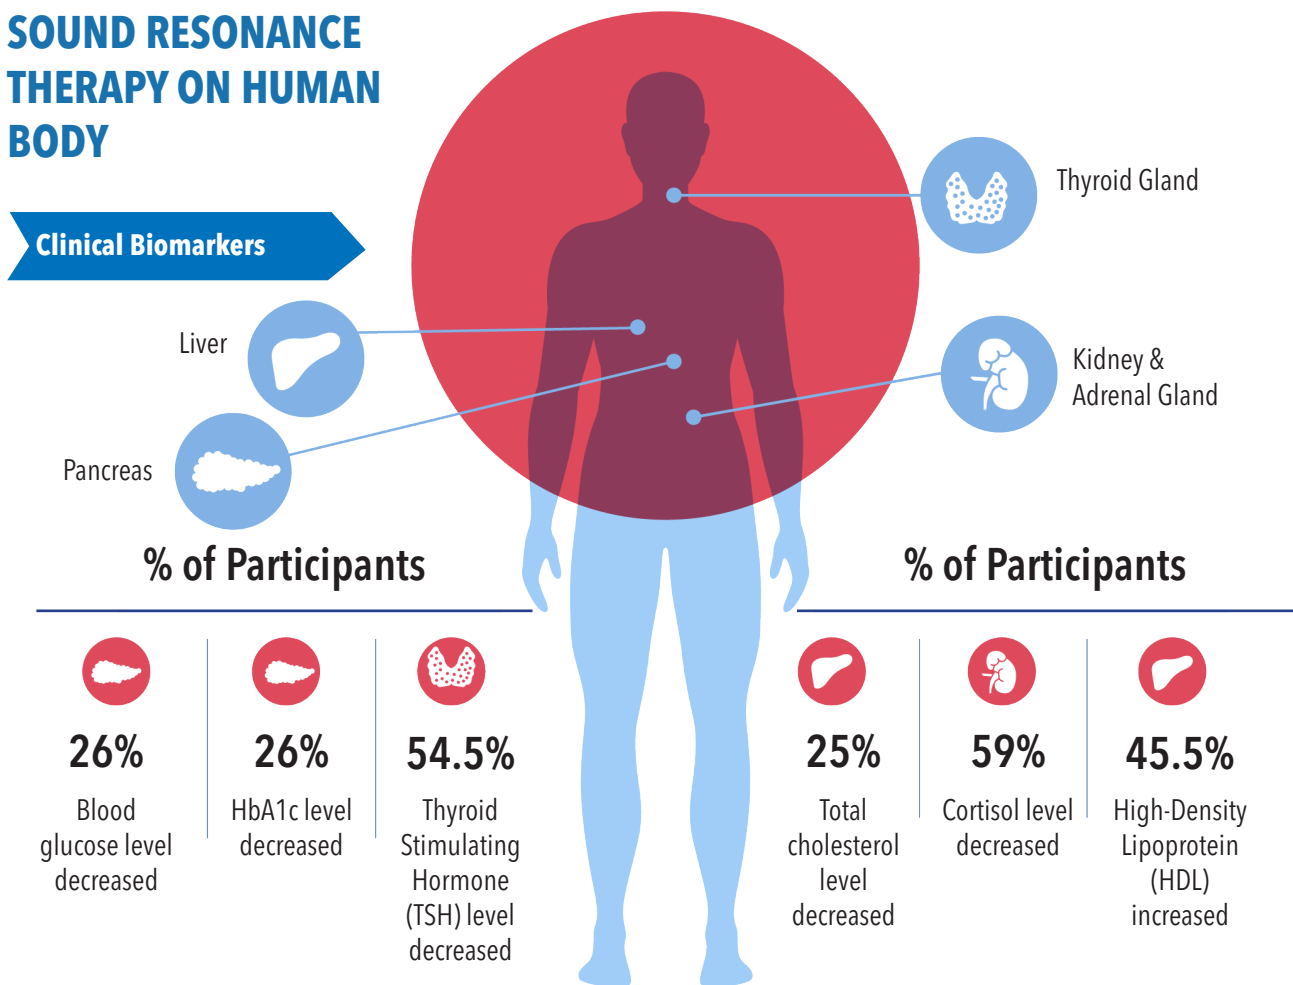 SOUND RESONANCE
THERAPY ON HUMAN
BODY
Clinical Biomarkers
Thyroid Gland
Liver
Kidney &
Adrenal Gland
Pancreas
% of Participants
26%
Blood
glucose level
decreased
26%
HbA1c level
decreased
54.5%
Thyroid
Stimulating
Hormone
(TSH) level
decreased
% of Participants
25%
Total
cholesterol
level
decreased
59%
Cortisol level
decreased
45.5%
High-Density
Lipoprotein
(HDL)
increased